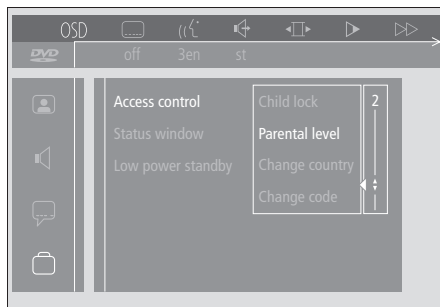 OSD
DVD off 3en st
Access control Child lock 2
Status window Parental level
Low power standby Change country
Change code